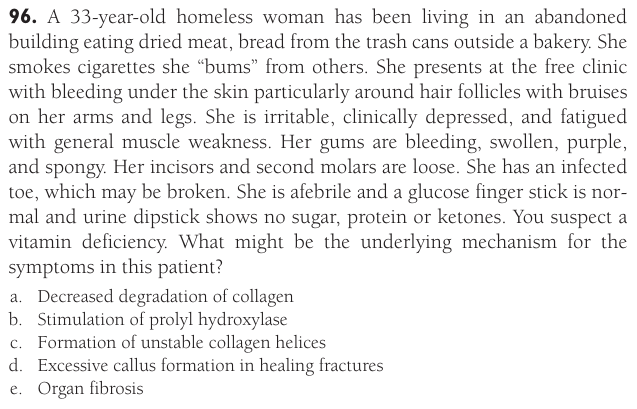 96. A 33-year-old homeless woman has been living in an abandoned
building eating dried meat, bread from the trash cans outside a bakery. She
smokes cigarettes she “bums” from others. She presents at the free clinic
with bleeding under the skin particularly around hair follicles with bruises
on her arms and legs. She is irritable, clinically depressed, and fatigued
with general muscle weakness. Her gums are bleeding, swollen, purple,
and spongy. Her incisors and second molars are loose. She has an infected
toe, which may be broken. She is afebrile and a glucose finger stick is nor-
mal and urine dipstick shows no sugar, protein or ketones. You suspect a
vitamin deficiency. What might be the underlying mechanism for the
symptoms in this patient?
a. Decreased degradation of collagen
b. Stimulation of prolyl hydroxylase
c. Formation of unstable collagen helices
d. Excessive callus formation in healing fractures
e. Organ fibrosis